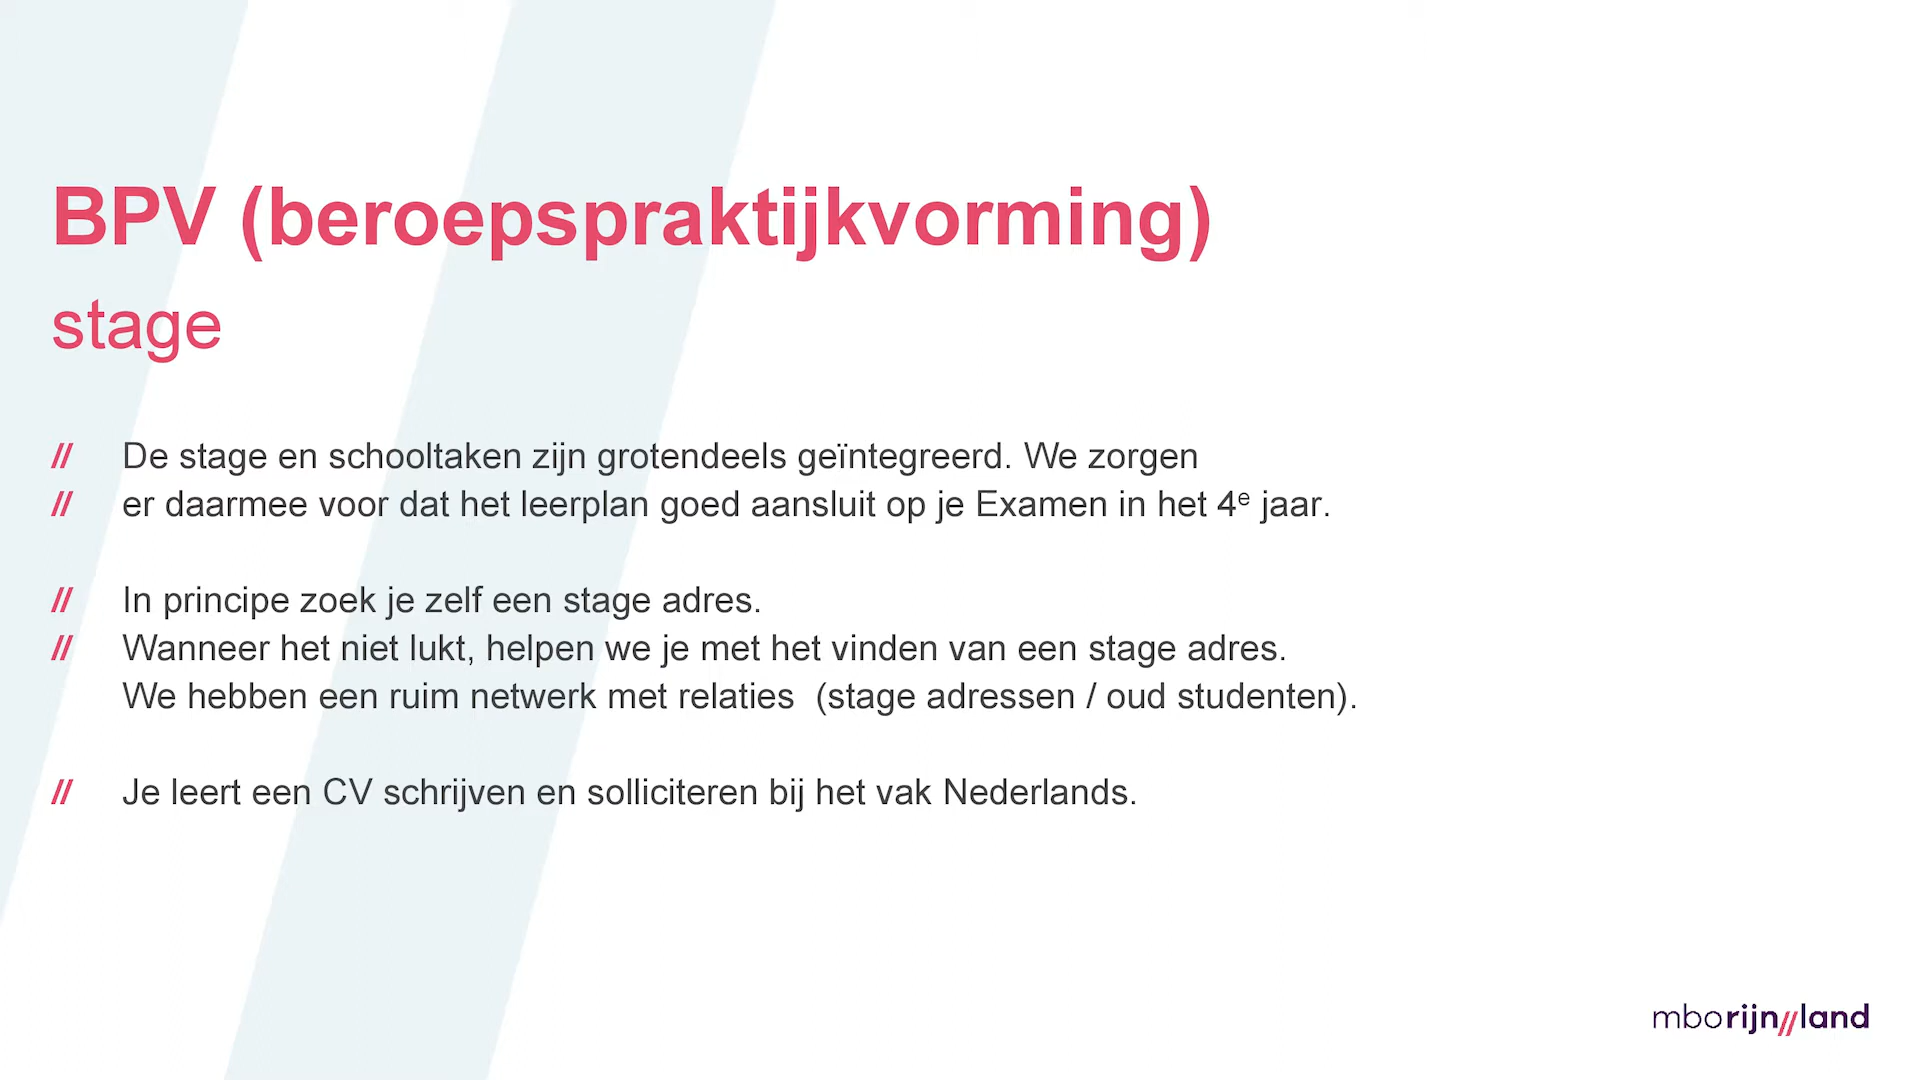 BPV (beroepspraktijkvorming)
stage
// De stage en schooltaken zijn grotendeels geïntegreerd. We zorgen
// er daarmee voor dat het leerplan goed aansluit op je Examen in het 4ᵉ jaar.
// In principe zoek je zelf een stage adres.
// Wanneer het niet lukt, helpen we je met het vinden van een stage adres.
We hebben een ruim netwerk met relaties  (stage adressen / oud studenten).
// Je leert een CV schrijven en solliciteren bij het vak Nederlands.
mborijn//land